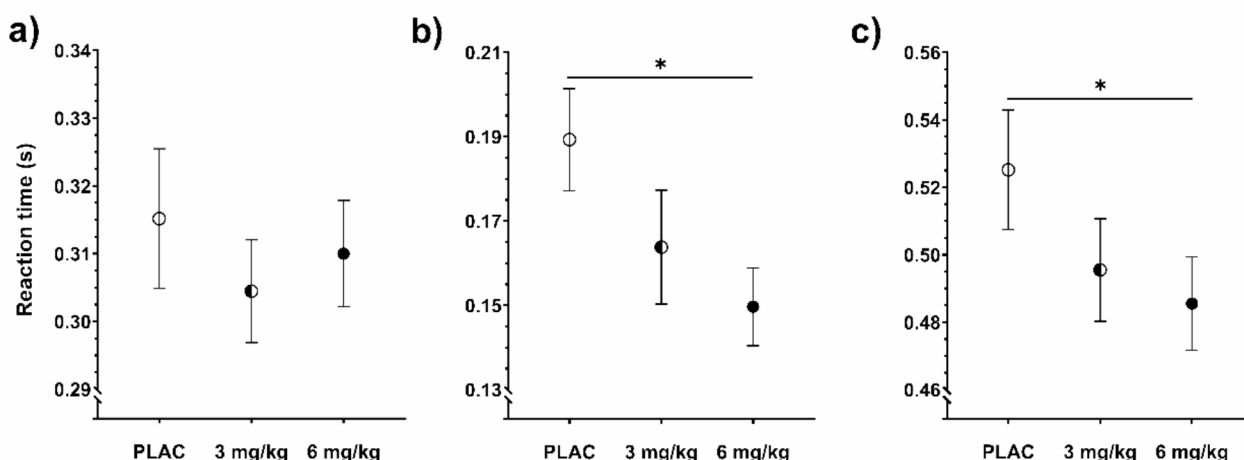 a)
Reaction time (s)
0.34
0.33
0.32
0.31
0.30
0.29
PLAC 3 mg/kg 6 mg/kg
b)
*
0.21
0.19
0.17
0.15
0.13
PLAC 3 mg/kg 6 mg/kg
c)
*
0.56
0.54
0.52
0.50
0.48
0.46
PLAC 3 mg/kg 6 mg/kg